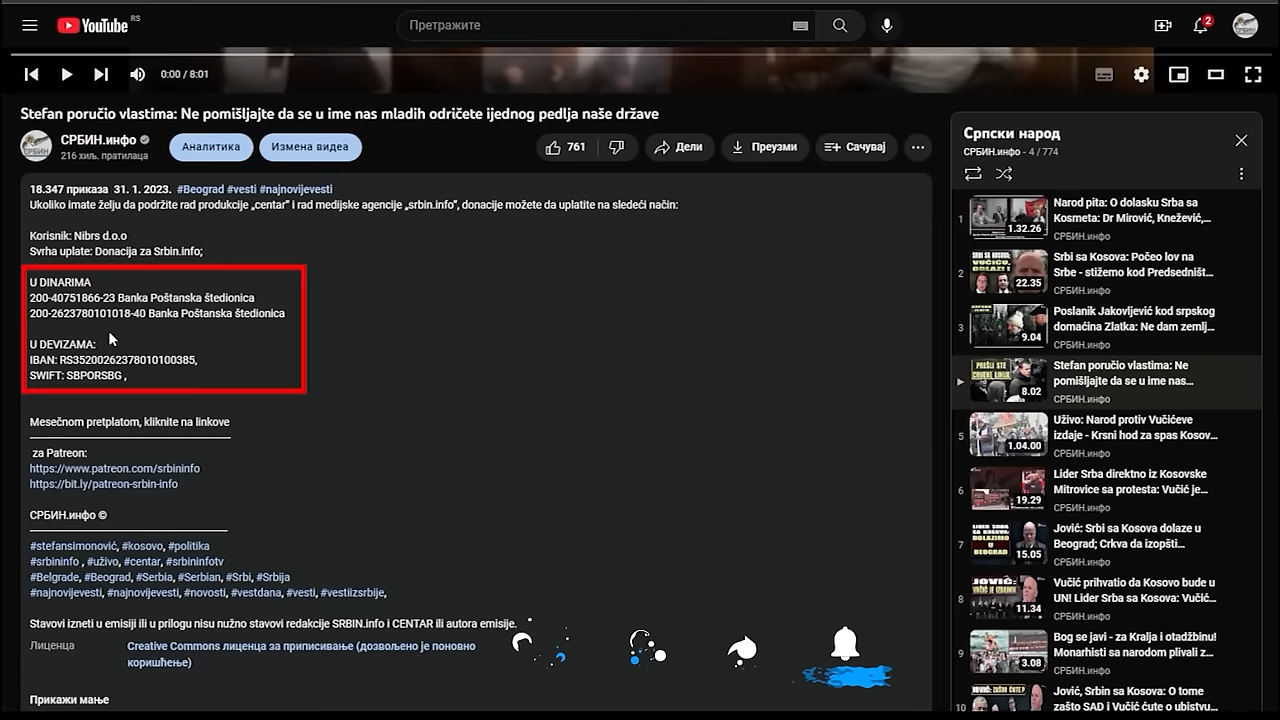 YouTube RS
Претражите
2
0:00 / 8:01
Stefan poručio vlastima: Ne pomišljajte da se u ime nas mladih odričete ijednog pedlja naše države
СРБИН.инфо
216 хиљ. пратилаца
Аналитика
Измена видеа
761
Дели
Преузми
Сачувај
18.347 приказа 31. 1. 2023. #Beograd #vesti #najnovijevesti
Ukoliko imate želju da podržite rad produkcije „centar” i rad medijske agencije „srbin.info”, donacije možete da uplatite na sledeći način:
Korisnik: Nibrs d.o.o
Svrha uplate: Donacija za Srbin.info;
U DINARIMA
200-40751866-23 Banka Poštanska štedionica
200-2623780101018-40 Banka Poštanska štedionica
U DEVIZAMA:
IBAN: RS35200262378010100385,
SWIFT: SBPORSBG ,
Mesečnom pretplatom, kliknite na linkove
za Patreon:
https://www.patreon.com/srbininfo
https://bit.ly/patreon-srbin-info
СРБИН.инфо ©
#stefansimonović, #kosovo, #politika
#srbininfo , #uživo, #centar, #srbininfotv
#Belgrade, #Beograd, #Serbia, #Serbian, #Srbi, #Srbija
#najnovijevesti, #najnovijevesti, #novosti, #vestdana, #vesti, #vestiizsrbije,
Stavovi izneti u emisiji ili u prilogu nisu nužno stavovi redakcije SRBIN.info i CENTAR ili autora emisije.
Лиценца
Creative Commons лиценца за приписивање (дозвољено је поновно
коришћење)
Прикажи мање
Српски народ
СРБИН.инфо - 4 / 774
1
1.32.26
Narod pita: O dolasku Srba sa
Kosmeta: Dr Mirović, Knežević,...
СРБИН.инфо
2
22.35
Srbi sa Kosova: Počeo lov na
Srbe - stižemo kod Predsedništ...
СРБИН.инфо
3
9.04
Poslanik Jakovljević kod srpskog
domaćina Zlatka: Ne dam zemlj...
СРБИН.инфо
PREŠLI STE
CRVENE LINIJE
8.02
Stefan poručio vlastima: Ne
pomišljajte da se u ime nas...
СРБИН.инфо
5
1.04.00
Uživo: Narod protiv Vučićeve
izdaje - Krsni hod za spas Kosov...
СРБИН.инфо
6
19.29
Lider Srba direktno iz Kosovske
Mitrovice sa protesta: Vučić je...
СРБИН.инфо
7
15.05
Jović: Srbi sa Kosova dolaze u
Beograd; Crkva da izopšti...
СРБИН.инфо
8
11.34
Vučić prihvatio da Kosovo bude u
UN! Lider Srba sa Kosova: Vučić...
СРБИН.инфо
9
3.08
Bog se javi - za Kralja i otadžbinu!
Monarhisti sa narodom plivali z...
СРБИН.инфо
10
Jović, Srbin sa Kosova: O tome
zašto SAD i Vučić ćute o ubistvu...